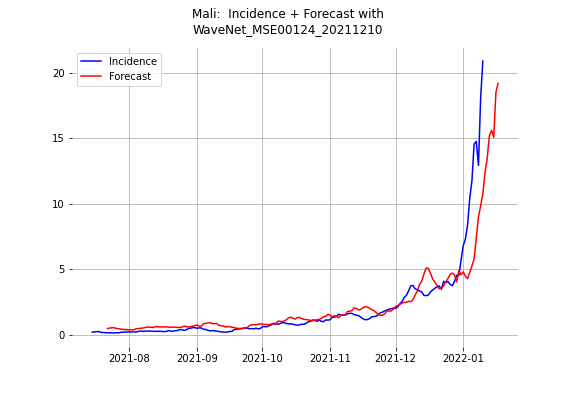 Mali:  Incidence + Forecast with
WaveNet_MSE00124_20211210
Incidence
Forecast
20
15
10
5
0
2021-08 2021-09 2021-10 2021-11 2021-12 2022-01